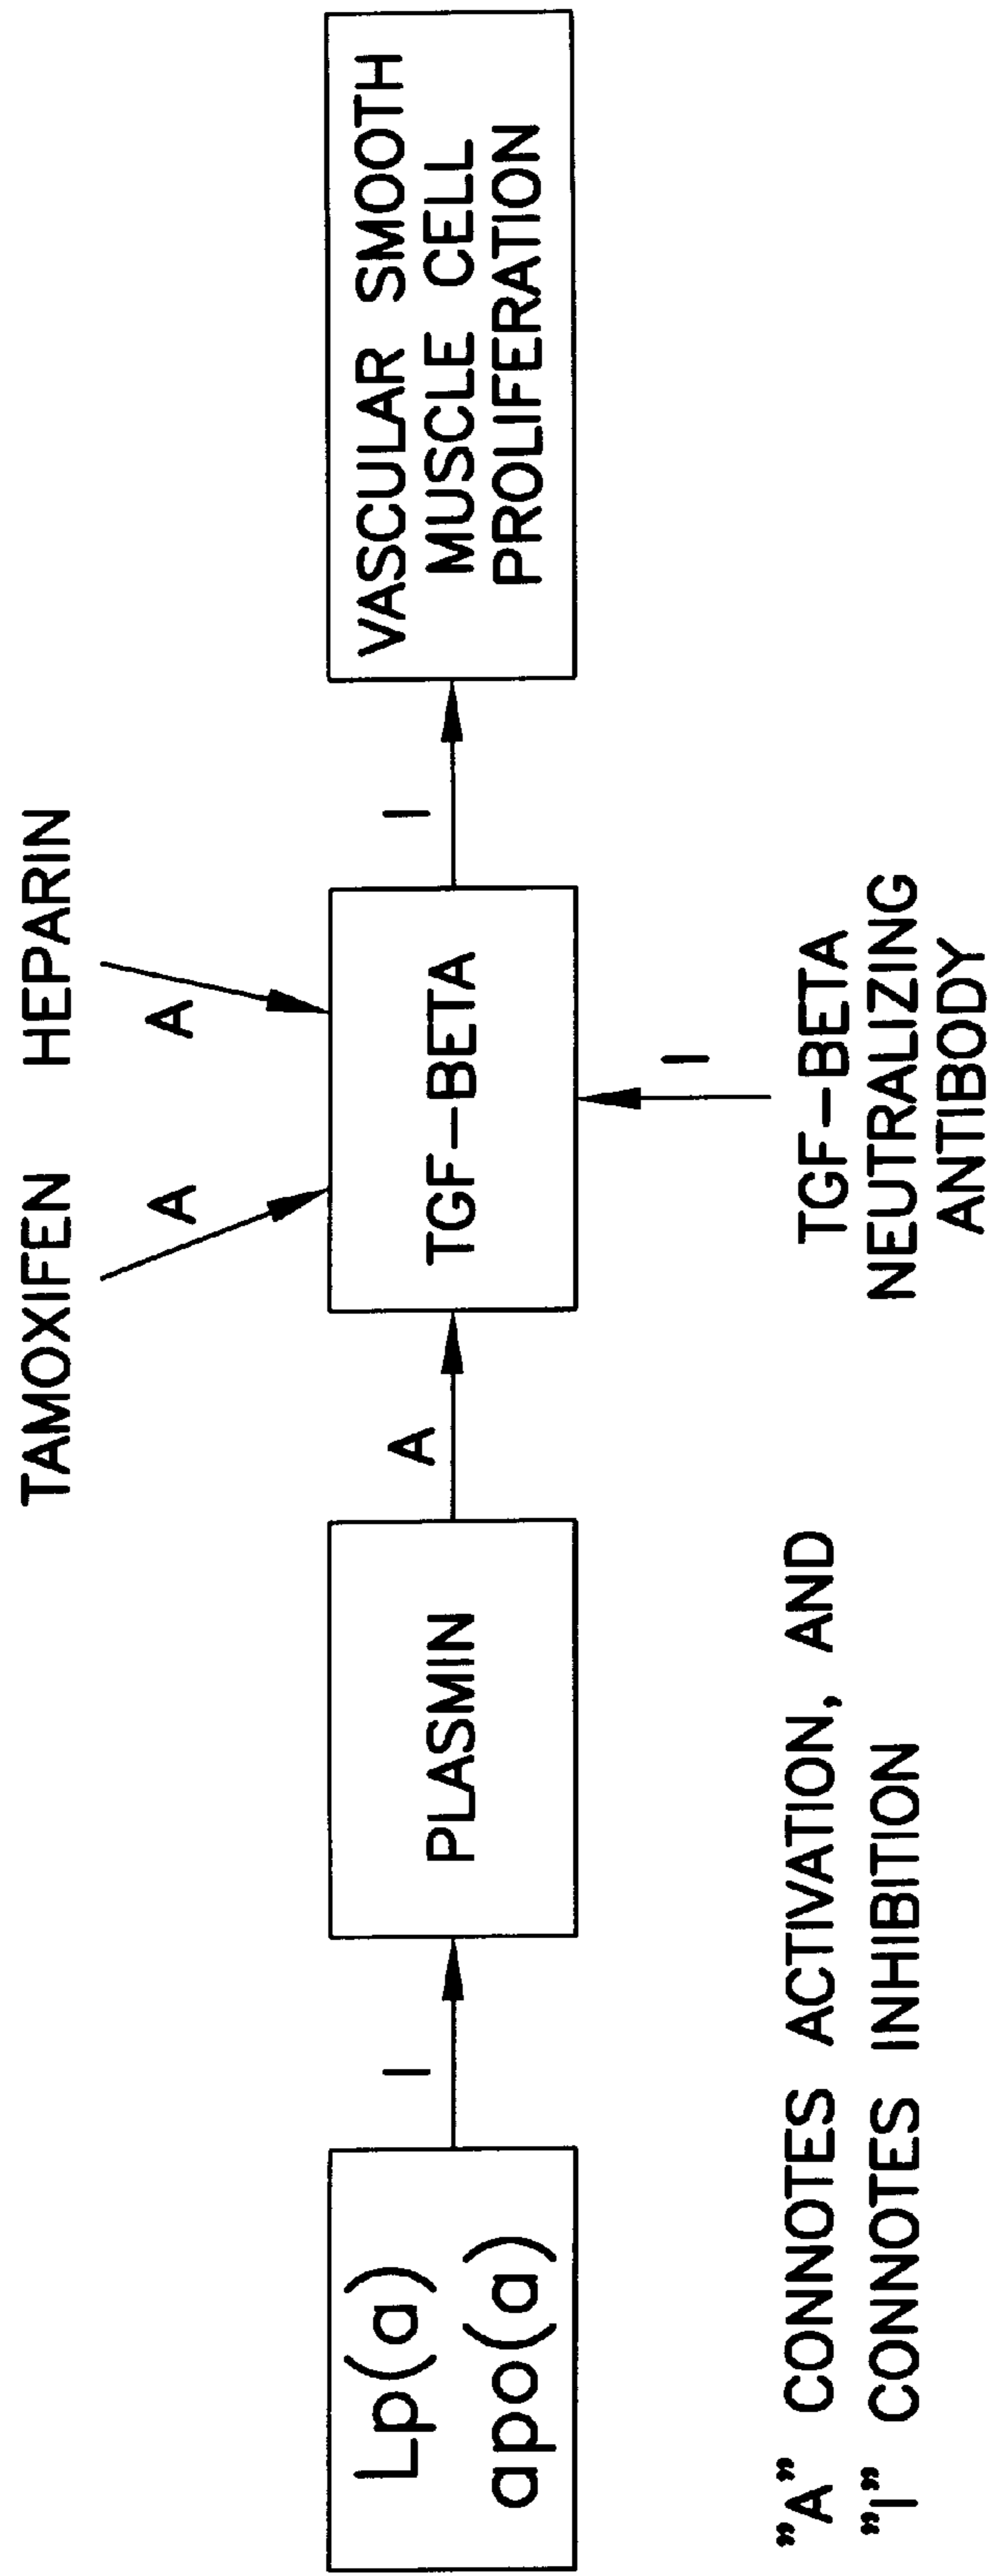 TAMOXIFEN HEPARIN
A A
Lp(a)
apo(a)
I
PLASMIN
A
TGF-BETA
I
VASCULAR SMOOTH
MUSCLE CELL
PROLIFERATION
I
TGF-BETA
NEUTRALIZING
ANTIBODY
"A" CONNOTES ACTIVATION, AND
"I" CONNOTES INHIBITION